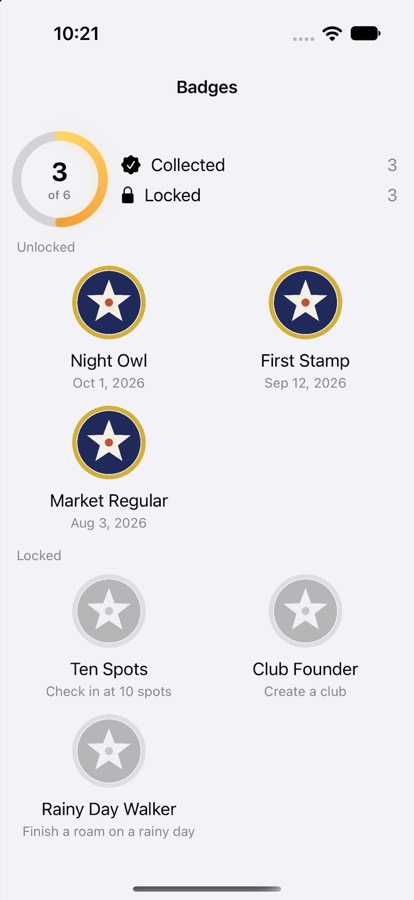 10:21
Badges
3
of 6
Collected
3
Locked
3
Unlocked
Night Owl
Oct 1, 2026
First Stamp
Sep 12, 2026
Market Regular
Aug 3, 2026
Locked
Ten Spots
Check in at 10 spots
Club Founder
Create a club
Rainy Day Walker
Finish a roam on a rainy day